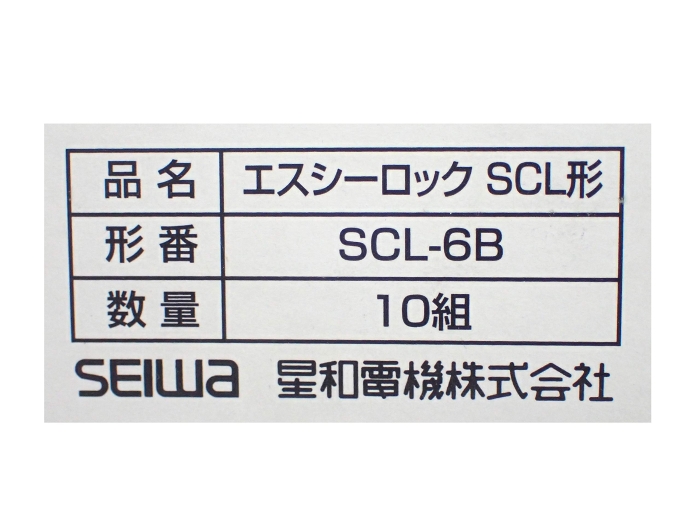 品名 エスシーロック SCL形
形番 SCL-6B
数量 10組
SEIWA 星和電機株式会社